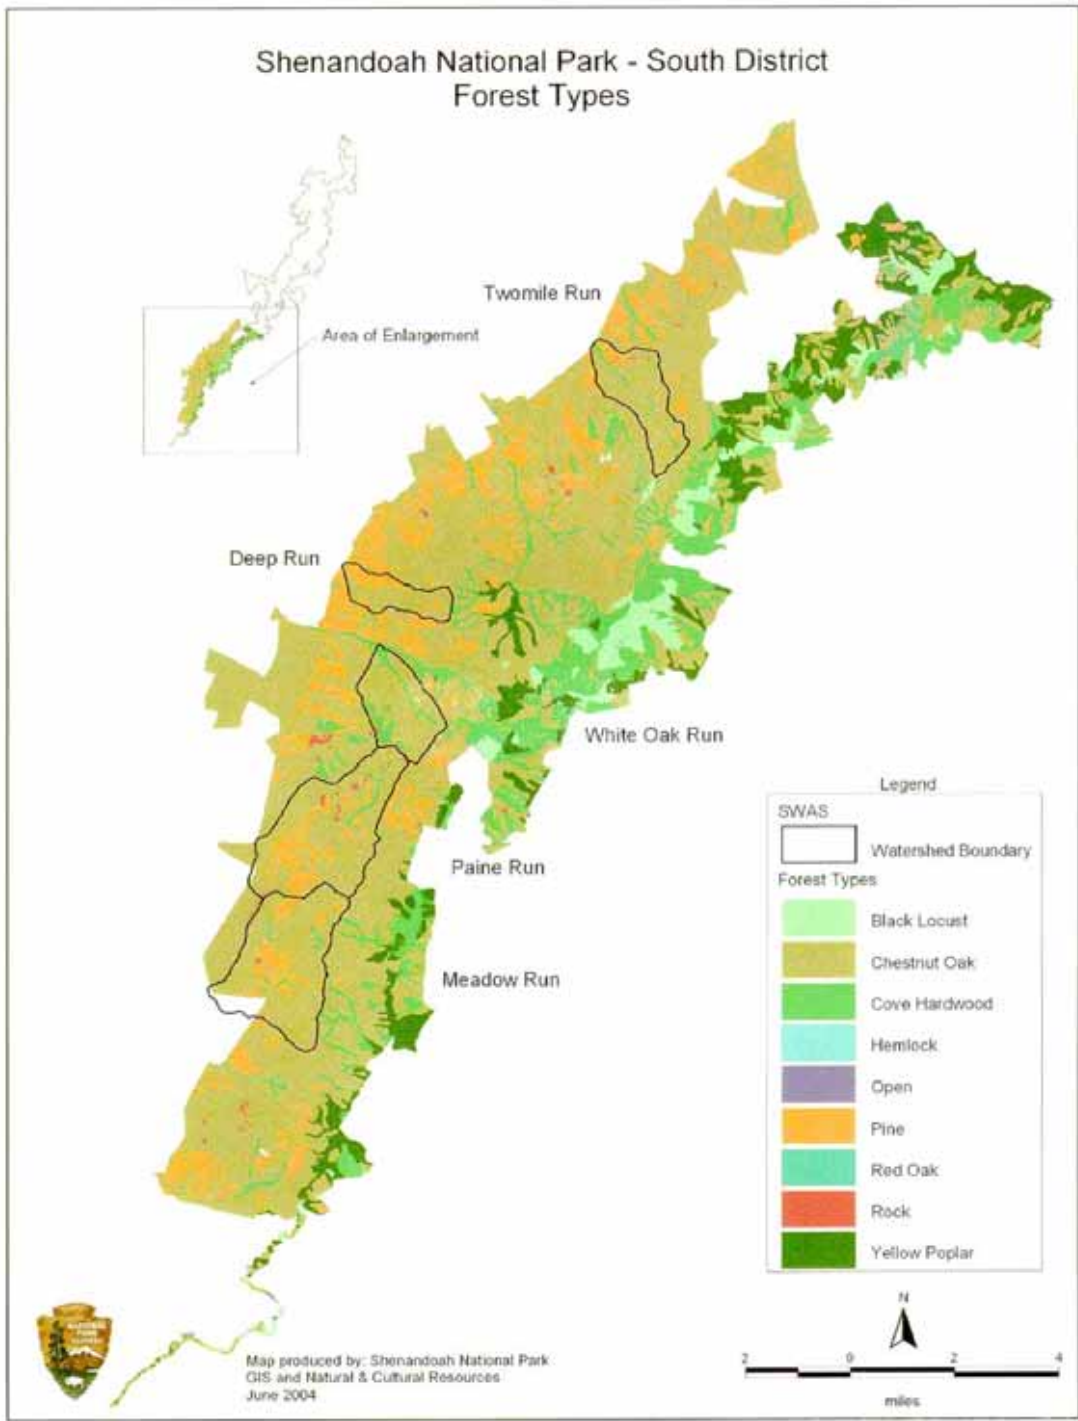 Shenandoah National Park - South District
Forest Types
Twomile Run
Area of Enlargement
Deep Run
White Oak Run
Paine Run
Meadow Run
Legend
SWAS
Watershed Boundary
Forest Types
Black Locust
Chestnut Oak
Cove Hardwood
Hemlock
Open
Pine
Red Oak
Rock
Yellow Poplar
N
2 0 2 4
miles
Map produced by: Shenandoah National Park
GIS and Natural & Cultural Resources
June 2004